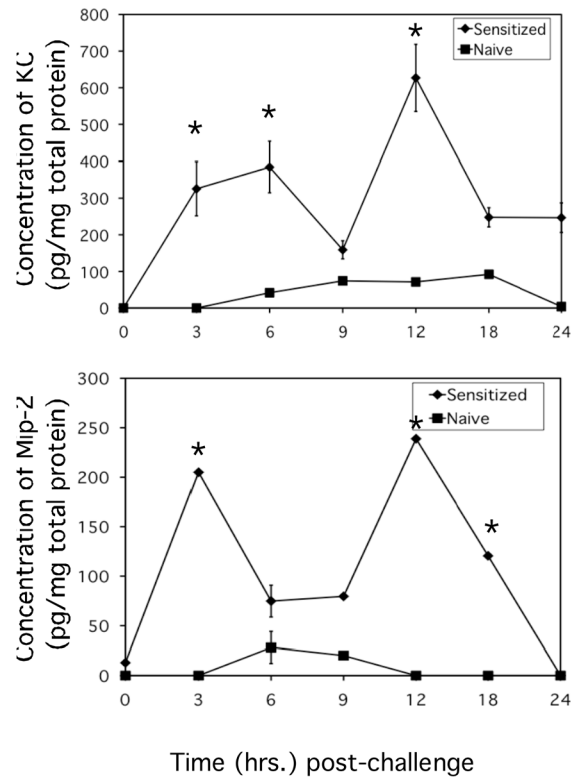 800
700
600
500
400
300
200
100
0
Concentration of KC
(pg/mg total protein)
Sensitized
Naive
*
*
*
0 3 6 9 12 18 24
300
250
200
150
100
50
0
Concentration of Mip-2
(pg/mg total protein)
Sensitized
Naive
*
*
*
0 3 6 9 12 18 24
Time (hrs.) post-challenge